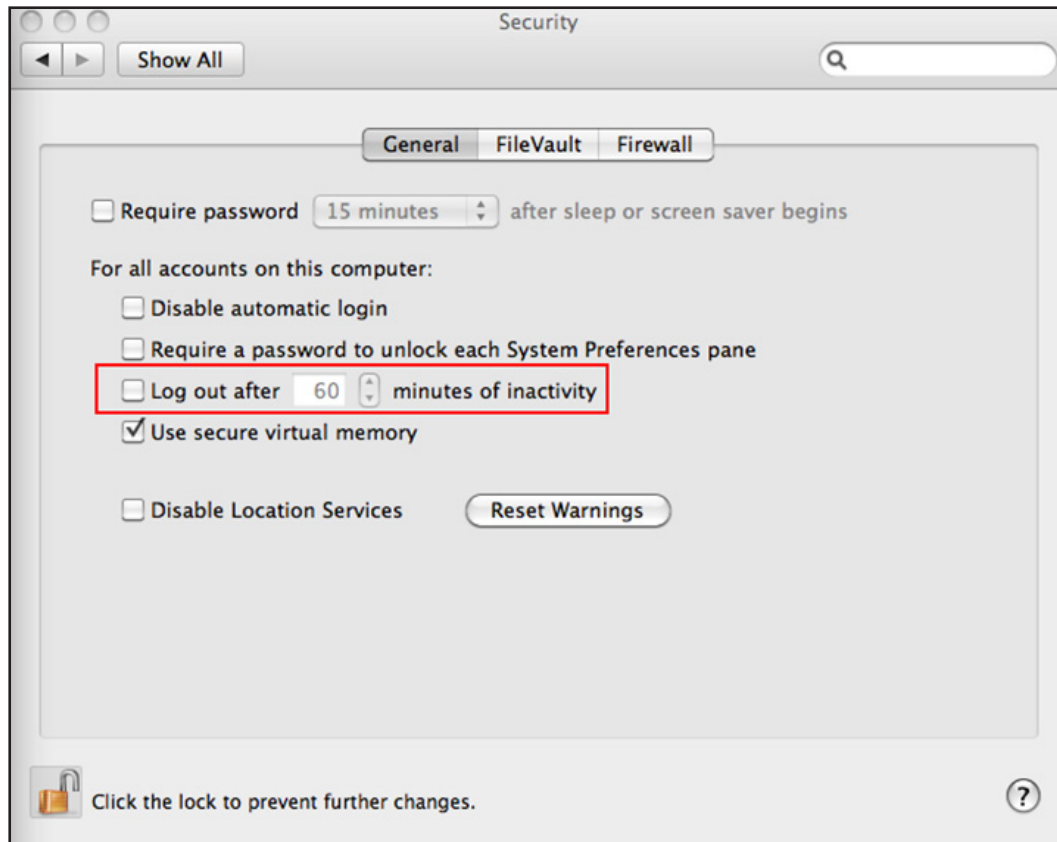 Security
Show All
General FileVault Firewall
Require password 15 minutes after sleep or screen saver begins
For all accounts on this computer:
Disable automatic login
Require a password to unlock each System Preferences pane
Log out after 60 minutes of inactivity
Use secure virtual memory
Disable Location Services Reset Warnings
Click the lock to prevent further changes. ?